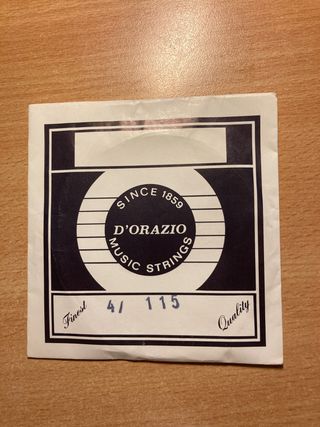 SINCE 1859
D'ORAZIO
MUSIC STRINGS
4/ 115
Finest
Quality